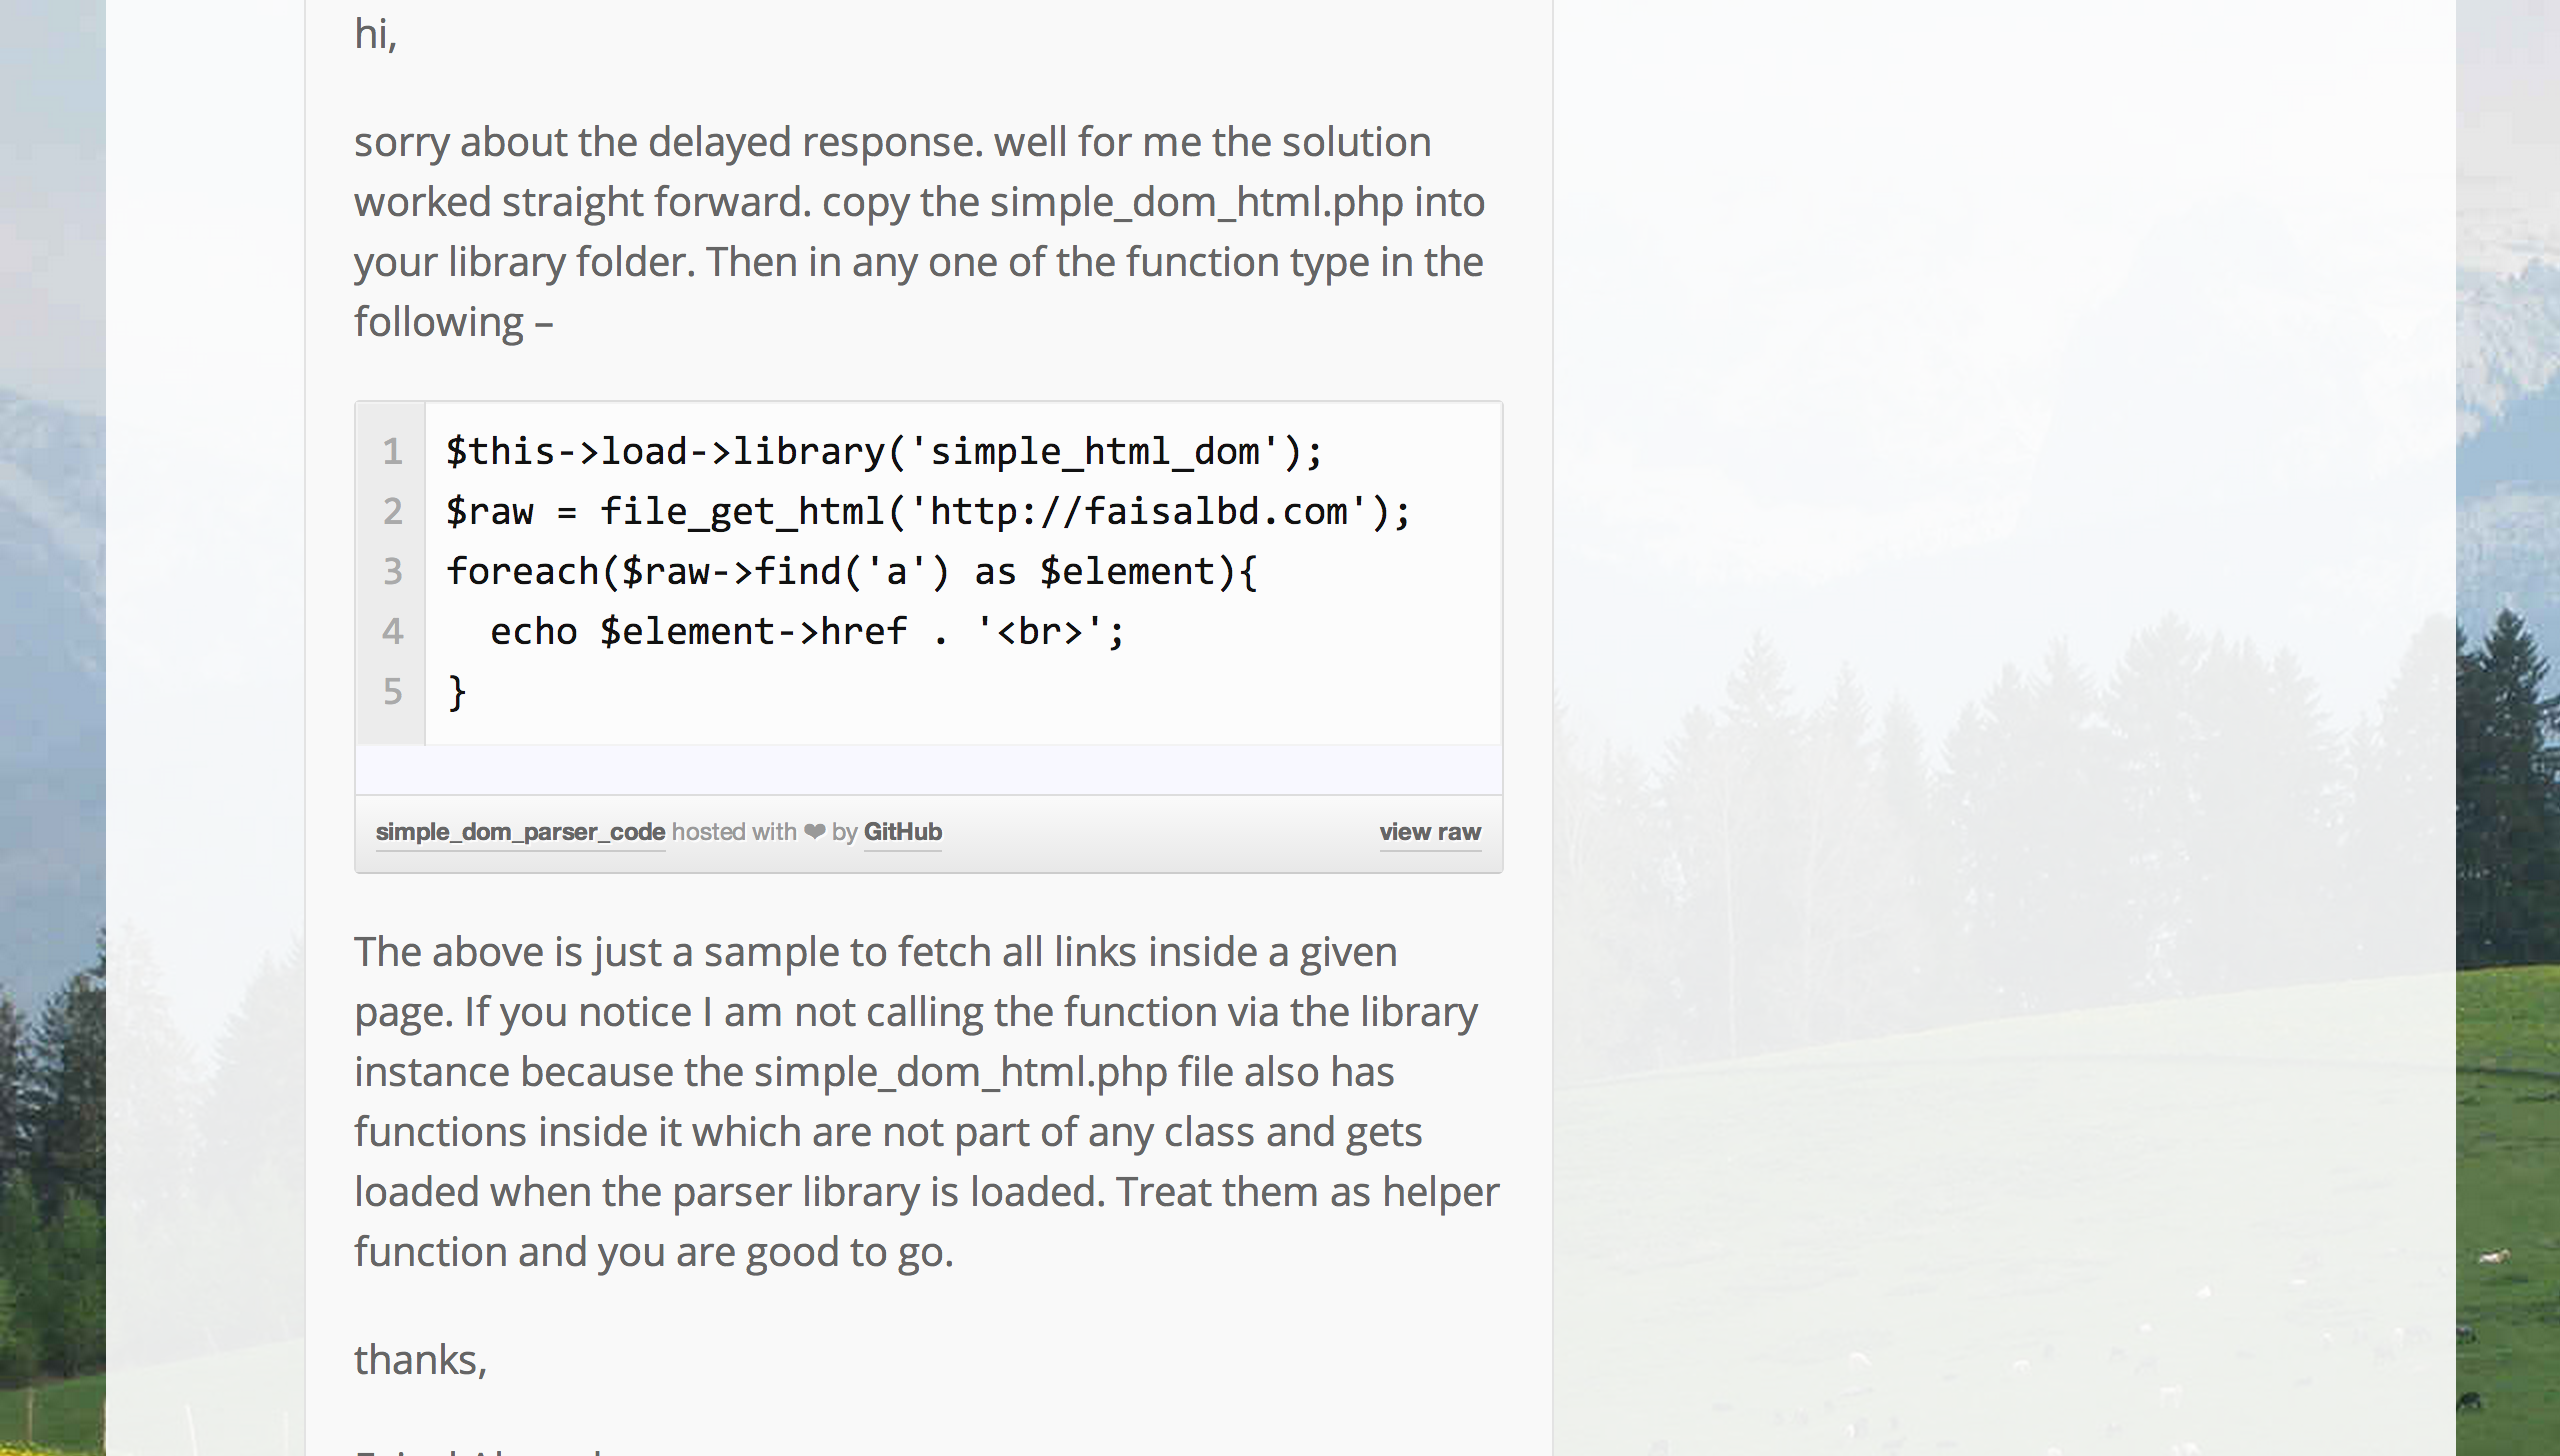 hi,
sorry about the delayed response. well for me the solution
worked straight forward. copy the simple_dom_html.php into
your library folder. Then in any one of the function type in the
following –
1 $this->load->library('simple_html_dom');
2 $raw = file_get_html('http://faisalbd.com');
3 foreach($raw->find('a') as $element){
4 echo $element->href . '<br>';
5 }
simple_dom_parser_code hosted with ❤ by GitHub view raw
The above is just a sample to fetch all links inside a given
page. If you notice I am not calling the function via the library
instance because the simple_dom_html.php file also has
functions inside it which are not part of any class and gets
loaded when the parser library is loaded. Treat them as helper
function and you are good to go.
thanks,